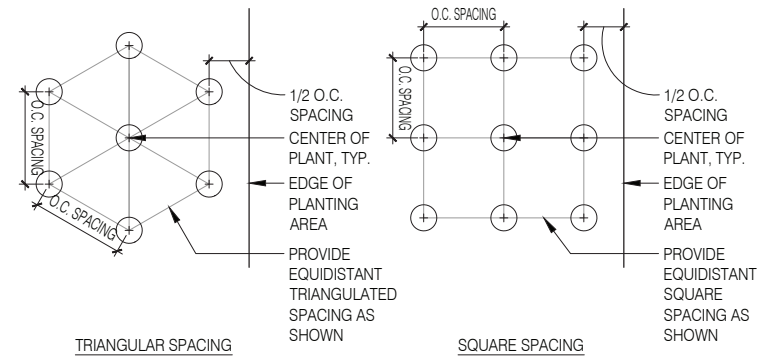 O.C. SPACING
O.C. SPACING
1/2 O.C.
SPACING
CENTER OF
PLANT, TYP.
EDGE OF
PLANTING
AREA
PROVIDE
EQUIDISTANT
TRIANGULATED
SPACING AS
SHOWN
TRIANGULAR SPACING
O.C. SPACING
O.C. SPACING
1/2 O.C.
SPACING
CENTER OF
PLANT, TYP.
EDGE OF
PLANTING
AREA
PROVIDE
EQUIDISTANT
SQUARE
SPACING AS
SHOWN
SQUARE SPACING